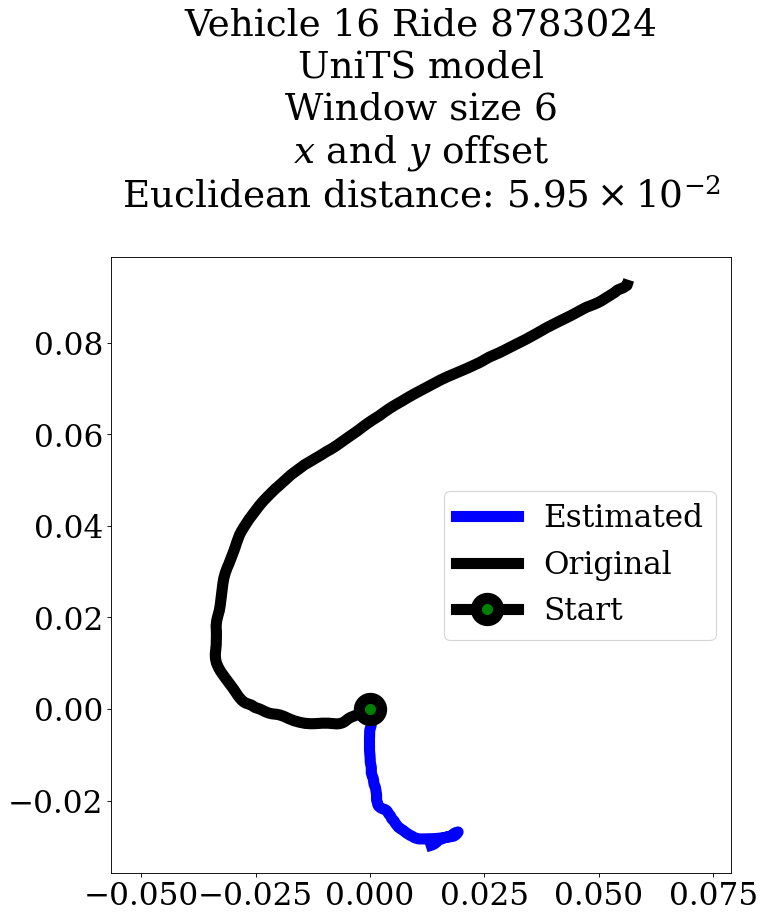 Vehicle 16 Ride 8783024
UniTS model
Window size 6
x and y offset
Euclidean distance: 5.95 × 10⁻²
0.08
0.06
0.04
0.02
0.00
−0.02
Estimated
Original
Start
−0.050 −0.025 0.000 0.025 0.050 0.075